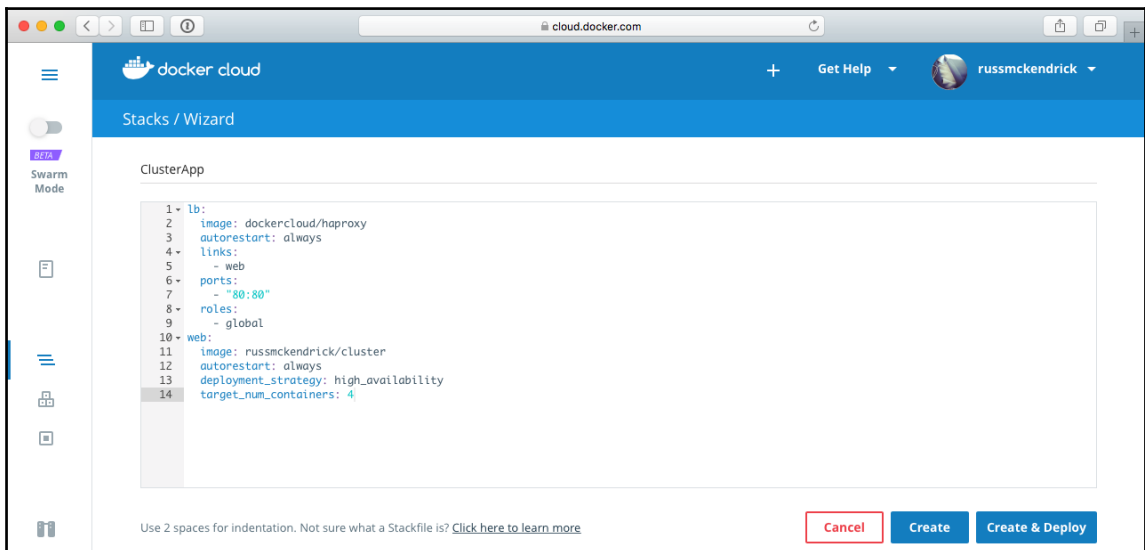 cloud.docker.com
docker cloud
+ Get Help russmckendrick
Stacks / Wizard
BETA
Swarm
Mode
ClusterApp
1 lb:
2   image: dockercloud/haproxy
3   autorestart: always
4   links:
5     - web
6   ports:
7     - "80:80"
8   roles:
9     - global
10 web:
11   image: russmckendrick/cluster
12   autorestart: always
13   deployment_strategy: high_availability
14   target_num_containers: 4
Use 2 spaces for indentation. Not sure what a Stackfile is? Click here to learn more
Cancel Create Create & Deploy